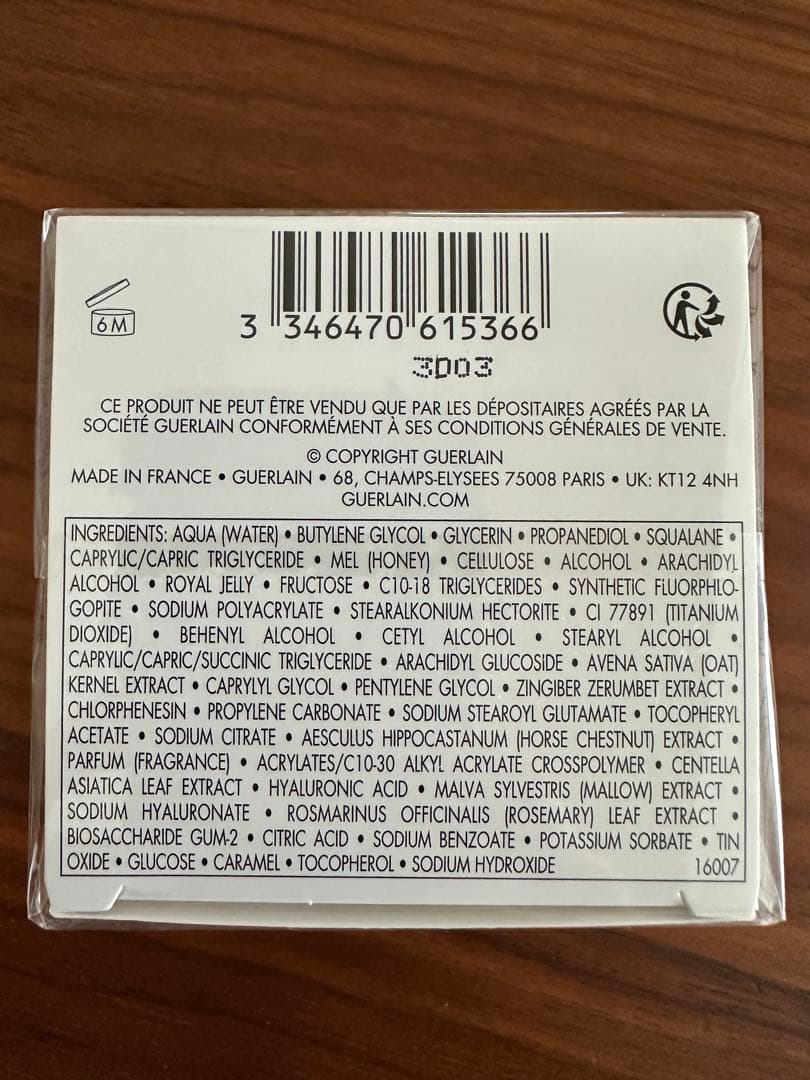 6M
3 346470 615366
3D03
CE PRODUIT NE PEUT ÊTRE VENDU QUE PAR LES DÉPOSITAIRES AGRÉÉS PAR LA
SOCIÉTÉ GUERLAIN CONFORMÉMENT À SES CONDITIONS GÉNÉRALES DE VENTE.
© COPYRIGHT GUERLAIN
MADE IN FRANCE • GUERLAIN • 68, CHAMPS-ELYSEES 75008 PARIS • UK: KT12 4NH
GUERLAIN.COM
INGREDIENTS: AQUA (WATER) • BUTYLENE GLYCOL • GLYCERIN • PROPANEDIOL • SQUALANE •
CAPRYLIC/CAPRIC TRIGLYCERIDE • MEL (HONEY) • CELLULOSE • ALCOHOL • ARACHIDYL
ALCOHOL • ROYAL JELLY • FRUCTOSE • C10-18 TRIGLYCERIDES • SYNTHETIC FLUORPHLO-
GOPITE • SODIUM POLYACRYLATE • STEARALKONIUM HECTORITE • CI 77891 (TITANIUM
DIOXIDE) • BEHENYL ALCOHOL • CETYL ALCOHOL • STEARYL ALCOHOL •
CAPRYLIC/CAPRIC/SUCCINIC TRIGLYCERIDE • ARACHIDYL GLUCOSIDE • AVENA SATIVA (OAT)
KERNEL EXTRACT • CAPRYLYL GLYCOL • PENTYLENE GLYCOL • ZINGIBER ZERUMBET EXTRACT •
CHLORPHENESIN • PROPYLENE CARBONATE • SODIUM STEAROYL GLUTAMATE • TOCOPHERYL
ACETATE • SODIUM CITRATE • AESCULUS HIPPOCASTANUM (HORSE CHESTNUT) EXTRACT •
PARFUM (FRAGRANCE) • ACRYLATES/C10-30 ALKYL ACRYLATE CROSSPOLYMER • CENTELLA
ASIATICA LEAF EXTRACT • HYALURONIC ACID • MALVA SYLVESTRIS (MALLOW) EXTRACT •
SODIUM HYALURONATE • ROSMARINUS OFFICINALIS (ROSEMARY) LEAF EXTRACT •
BIOSACCHARIDE GUM-2 • CITRIC ACID • SODIUM BENZOATE • POTASSIUM SORBATE • TIN
OXIDE • GLUCOSE • CARAMEL • TOCOPHEROL • SODIUM HYDROXIDE 16007